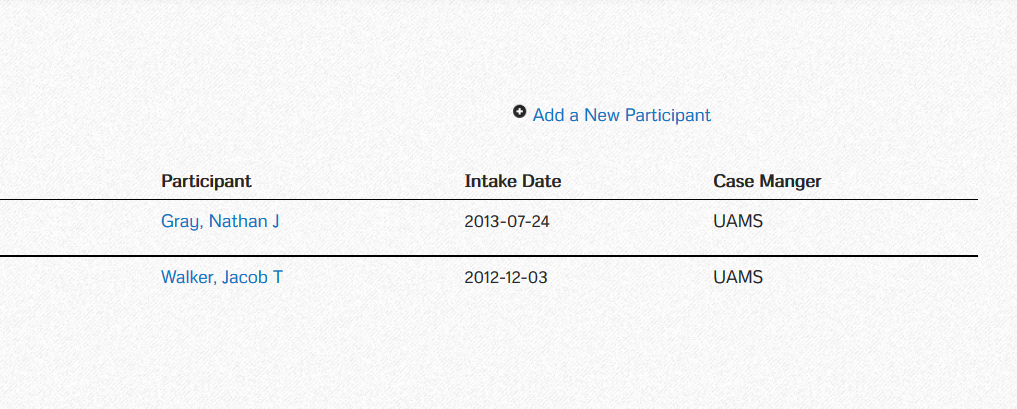 Add a New Participant
Participant Intake Date Case Manger
Gray, Nathan J 2013-07-24 UAMS
Walker, Jacob T 2012-12-03 UAMS